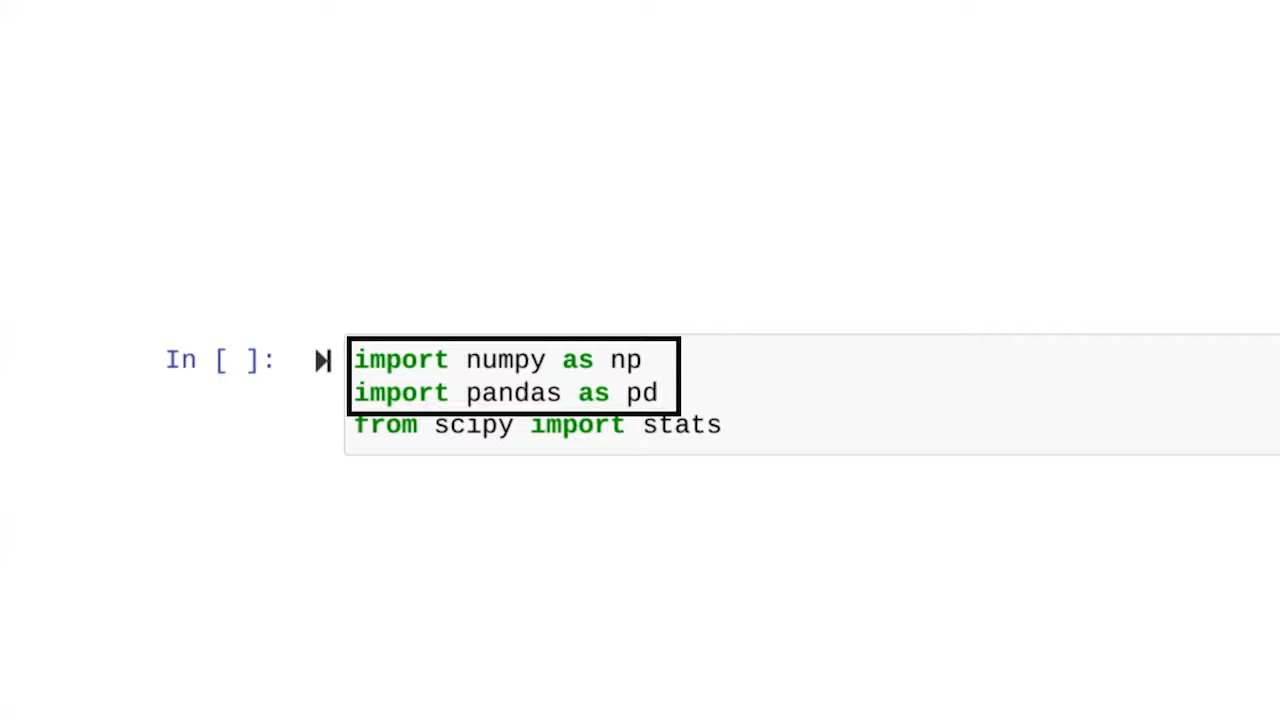 In [ ]: import numpy as np
import pandas as pd
from scipy import stats